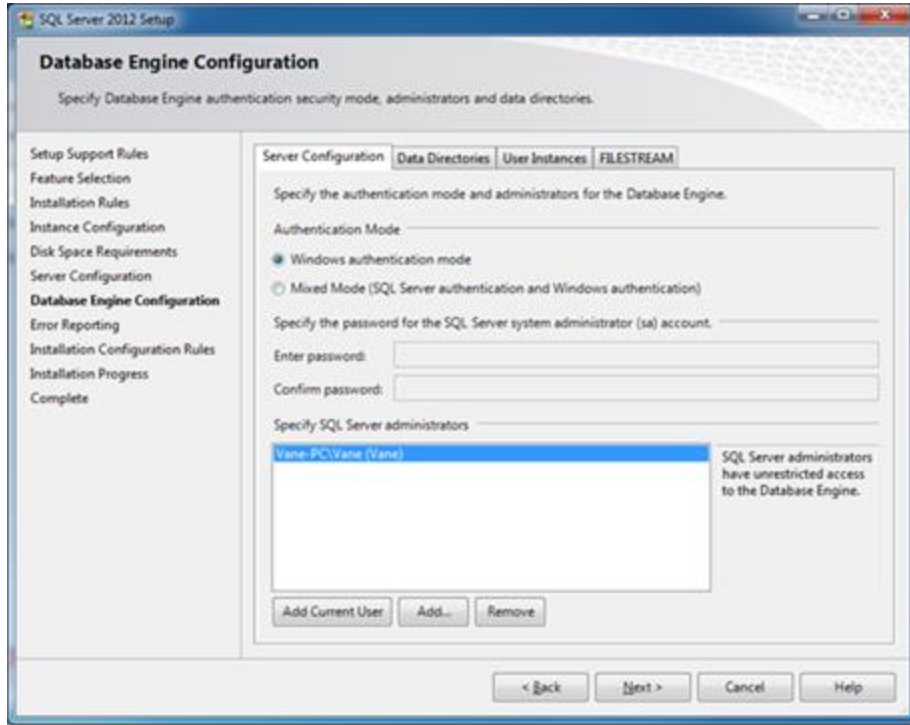 SQL Server 2012 Setup
Database Engine Configuration
Specify Database Engine authentication security mode, administrators and data directories.
Setup Support Rules
Feature Selection
Installation Rules
Instance Configuration
Disk Space Requirements
Server Configuration
Database Engine Configuration
Error Reporting
Installation Configuration Rules
Installation Progress
Complete
Server Configuration Data Directories User Instances FILESTREAM
Specify the authentication mode and administrators for the Database Engine.
Authentication Mode
Windows authentication mode
Mixed Mode (SQL Server authentication and Windows authentication)
Specify the password for the SQL Server system administrator (sa) account.
Enter password:
Confirm password:
Specify SQL Server administrators
Vane-PC\Vane (Vane)
SQL Server administrators
have unrestricted access
to the Database Engine.
Add Current User Add... Remove
< Back Next > Cancel Help